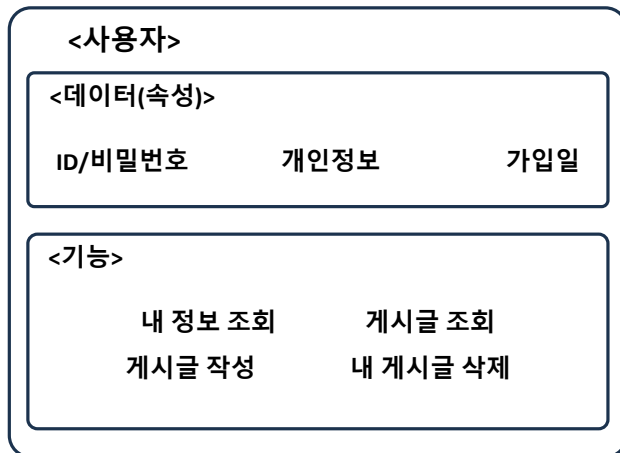 <사용자>
<데이터(속성)>
ID/비밀번호 개인정보 가입일
<기능>
내 정보 조회 게시글 조회
게시글 작성 내 게시글 삭제